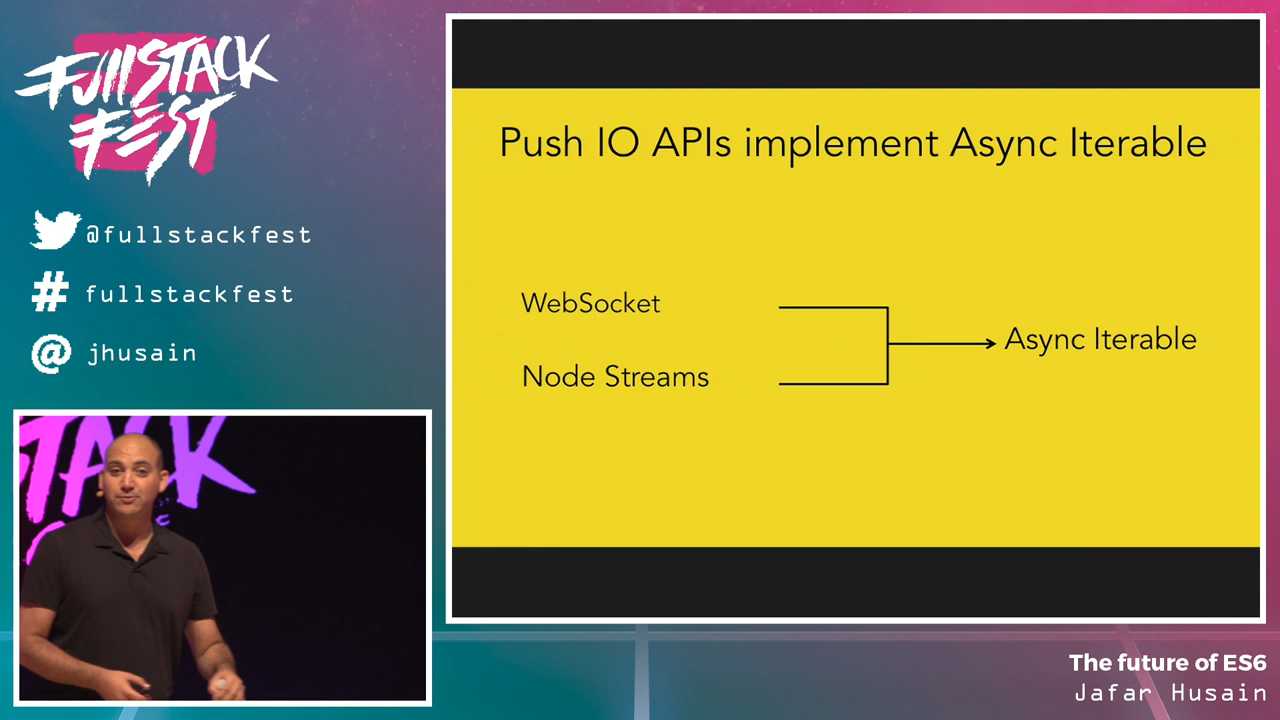 FullSTACK
FEST
@fullstackfest
# fullstackfest
@ jhusain
STACK
Push IO APIs implement Async Iterable
WebSocket
Node Streams
Async Iterable
The future of ES6
Jafar Husain